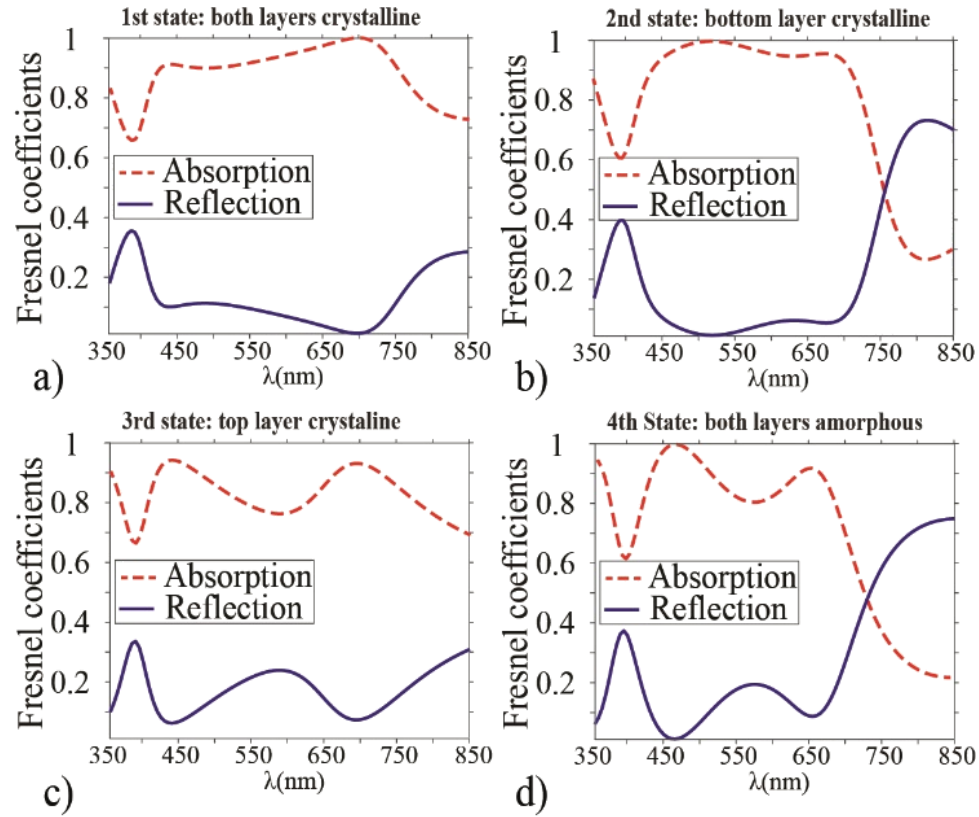 1st state: both layers crystalline
Fresnel coefficients
1
0.8
0.6
0.4
0.2
Absorption
Reflection
350 450 550 650 750 850
λ(nm)
a)
2nd state: bottom layer crystalline
Fresnel coefficients
1
0.8
0.6
0.4
0.2
Absorption
Reflection
350 450 550 650 750 850
λ(nm)
b)
3rd state: top layer crystaline
Fresnel coefficients
1
0.8
0.6
0.4
0.2
Absorption
Reflection
350 450 550 650 750 850
λ(nm)
c)
4th State: both layers amorphous
Fresnel coefficients
1
0.8
0.6
0.4
0.2
Absorption
Reflection
350 450 550 650 750 850
λ(nm)
d)